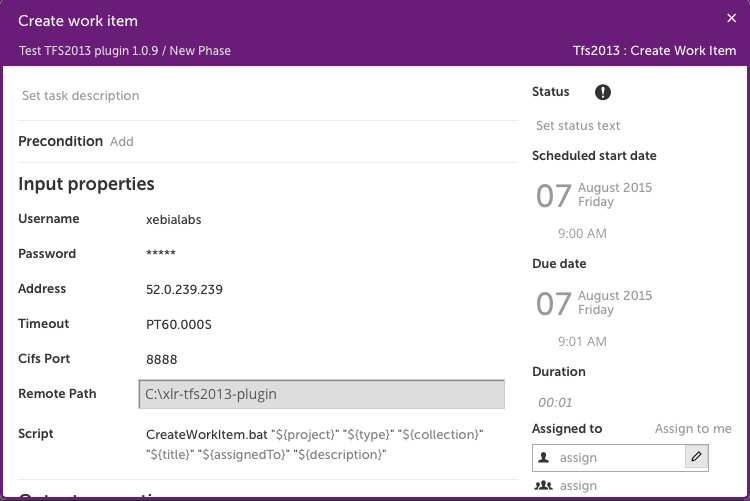 Create work item
Test TFS2013 plugin 1.0.9 / New Phase
Tfs2013 : Create Work Item
Set task description
Precondition Add
Input properties
Username xebialabs
Password *****
Address 52.0.239.239
Timeout PT60.000S
Cifs Port 8888
Remote Path C:\xlr-tfs2013-plugin
Script CreateWorkItem.bat "${project}" "${type}" "${collection}"
"${title}" "${assignedTo}" "${description}"
Status
Set status text
Scheduled start date
07 August 2015
Friday
9:00 AM
Due date
07 August 2015
Friday
9:01 AM
Duration
00:01
Assigned to Assign to me
assign
assign